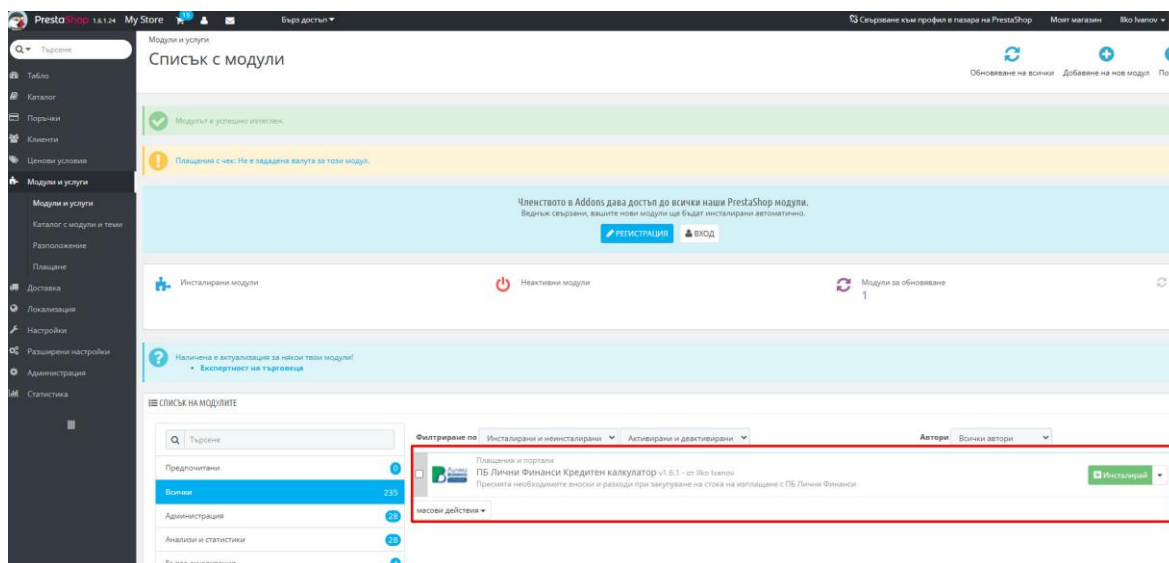 PrestaShop 1.6.1.24 My Store 15 Бърз достъп Свързване към профил в пазара на PrestaShop Моят магазин Ilko Ivanov
Търсене
Табло
Каталог
Поръчки
Клиенти
Ценови условия
Модули и услуги
Модули и услуги
Каталог с модули и теми
Разположение
Плащане
Доставка
Локализация
Настройки
Разширени настройки
Администрация
Статистика
Модули и услуги
Списък с модули
Обновяване на всички Добавяне на нов модул
Модулът е успешно изтеглен.
Плащания с чек: Не е зададена валута за този модул.
Членството в Addons дава достъп до всички наши PrestaShop модули.
Веднъж свързани, вашите нови модули ще бъдат инсталирани автоматично.
РЕГИСТРАЦИЯ ВХОД
Инсталирани модули
Неактивни модули
Модули за обновяване
1
Налична е актуализация за някои твои модули!
Експертност на търговеца
СПИСЪК НА МОДУЛИТЕ
Търсене
Предпочитани 0
Всички 235
Администрация 28
Анализи и статистики 28
Филтриране по Инсталирани и неинсталирани Активирани и деактивирани Автори Всички автори
Плащания и портали
ПБ Лични Финанси Кредитен калкулатор v1.6.1 - от Ilko Ivanov
Пресмята необходимите вноски и разходи при закупуване на стока на изплащане с ПБ Лични Финанси
Инсталирай
масови действия